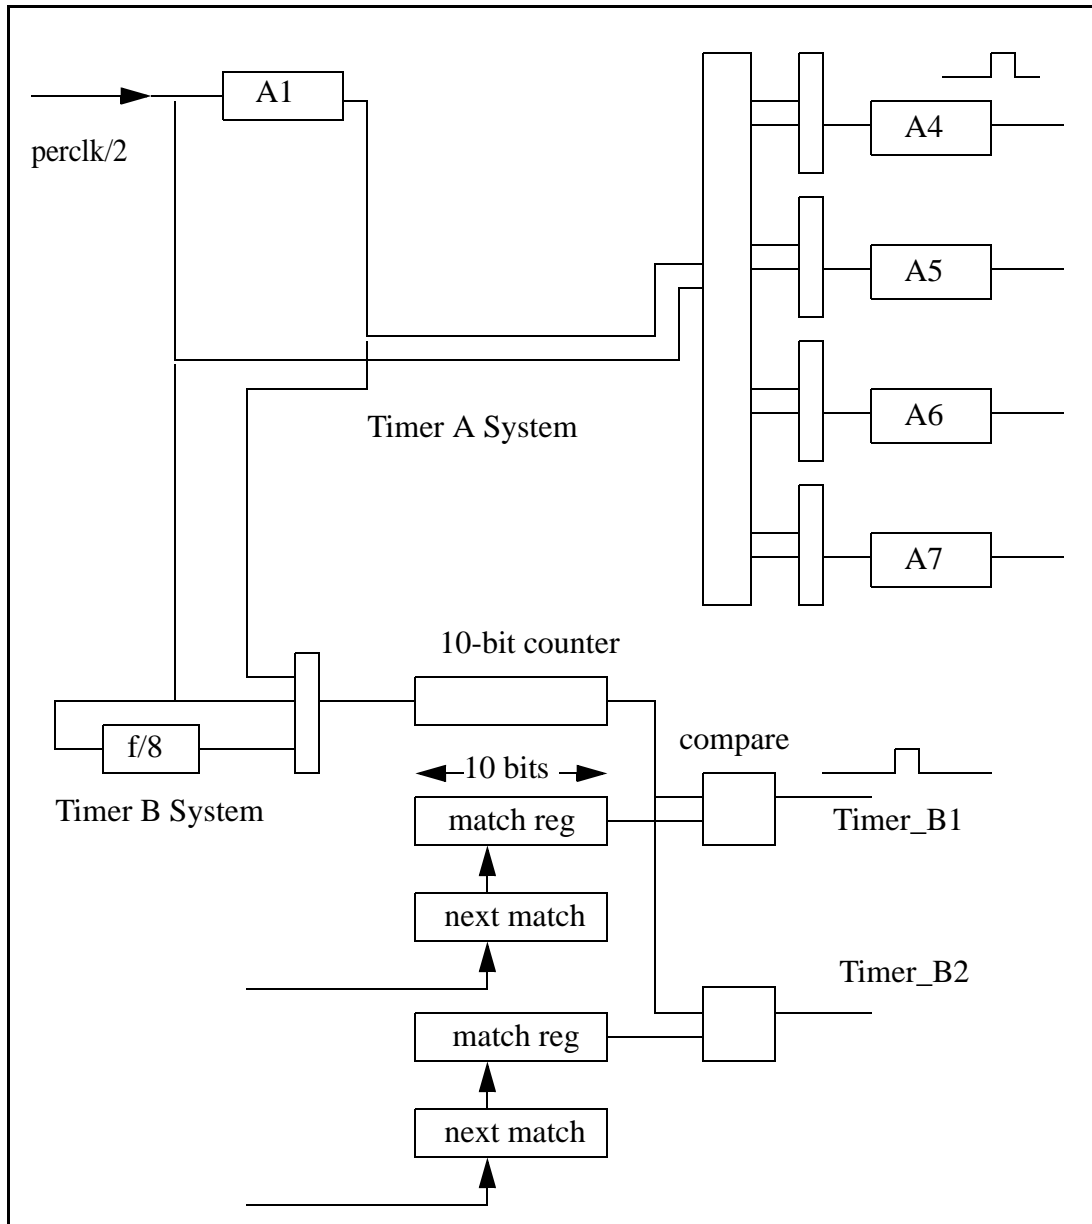 A1
perclk/2
A4
A5
A6
A7
Timer A System
10-bit counter
f/8
Timer B System
10 bits
compare
match reg
Timer_B1
next match
Timer_B2
match reg
next match